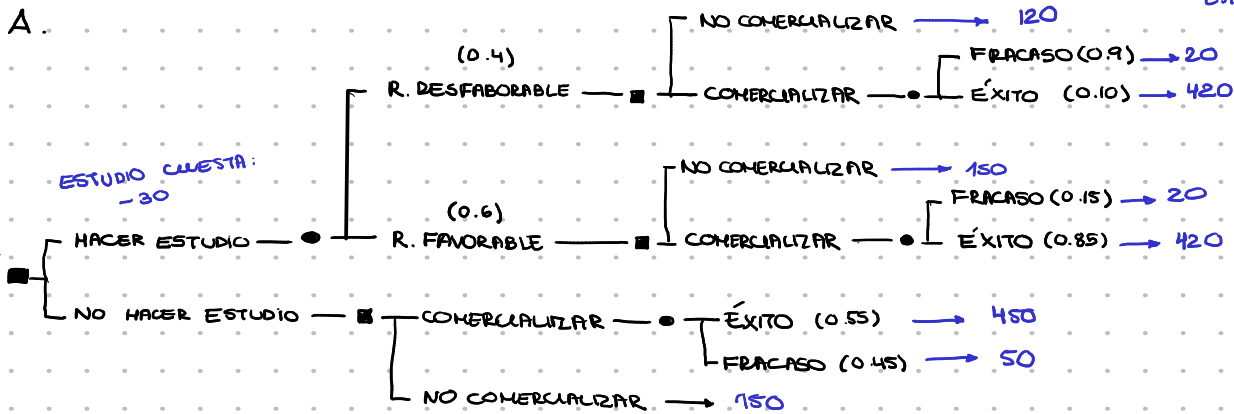 A.
NO COMERCIALIZAR → 120
(0.4)
FRACASO (0.9) → 20
R. DESFABORABLE
COMERCIALIZAR
ÉXITO (0.10) → 420
ESTUDIO CUESTA:
-30
NO COMERCIALIZAR → 150
(0.6)
FRACASO (0.15) → 20
HACER ESTUDIO
R. FAVORABLE
COMERCIALIZAR
ÉXITO (0.85) → 420
NO HACER ESTUDIO
COMERCIALIZAR
ÉXITO (0.55) → 450
FRACASO (0.45) → 50
NO COMERCIALIZAR → 150